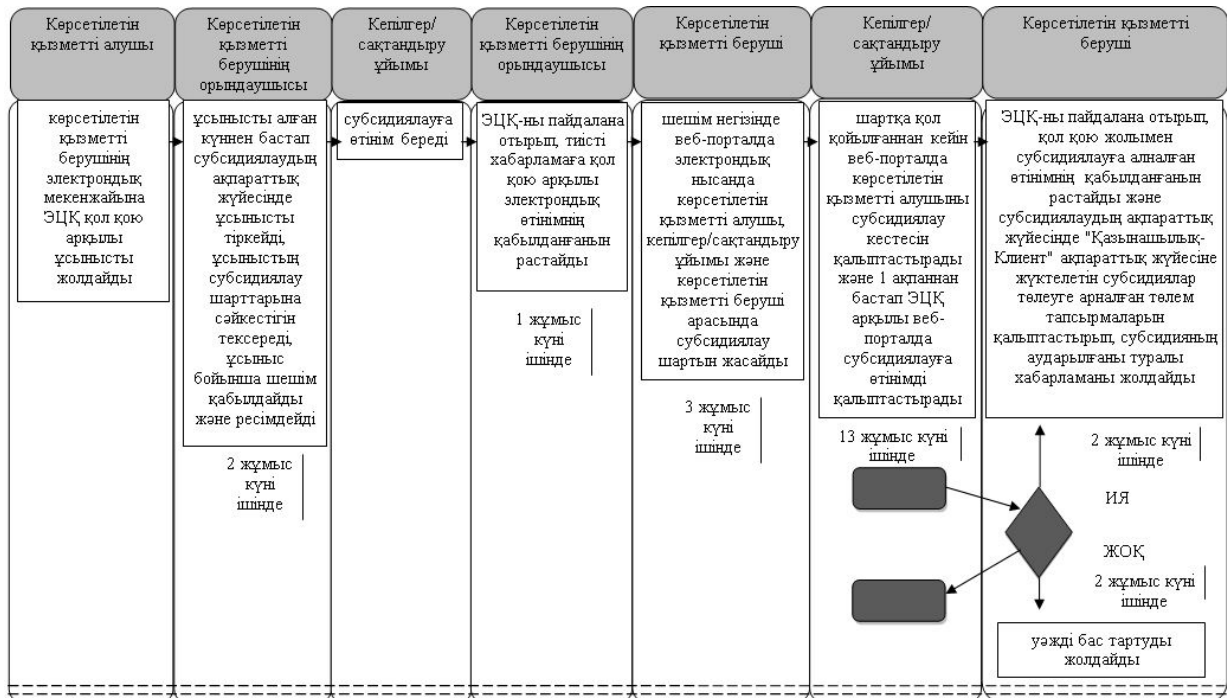 Көрсетілетін
қызметті алушы
Көрсетілетін
қызметті
берушінің
орындаушысы
Кепілгер/
сақтандыру
ұйымы
Көрсетілетін
қызметті берушінің
орындаушысы
Көрсетілетін
қызметті беруші
Кепілгер/
сақтандыру
ұйымы
Көрсетілетін қызметті
беруші
көрсетілетін
қызметті
берушінің
электрондық
мекенжайына
ЭЦҚ қол қою
арқылы
ұсынысты
жолдайды
ұсынысты алған
күннен бастап
субсидиялаудың
ақпараттық
жүйесінде
ұсынысты
тіркейді,
ұсыныстың
субсидиялау
шарттарына
сәйкестігін
тексереді,
ұсыныс
бойынша шешім
қабылдайды
және ресімдейді
2 жұмыс
күні
ішінде
субсидиялауға
өтінім береді
ЭЦҚ-ны пайдалана
отырып, тиісті
хабарламаға қол
қою арқылы
электрондық
өтінімнің
қабылданғанын
растайды
1 жұмыс
күні
ішінде
шешім негізінде
веб-порталда
электрондық
нысанда
көрсетілетін
қызметті алушы,
кепілгер/сақтандыру
ұйымы және
көрсетілетін
қызметті беруші
арасында
субсидиялау
шартын жасайды
3 жұмыс
күні
ішінде
шартқа қол
қойылғаннан кейін
веб-порталда
көрсетілетін
қызметті алушыны
субсидиялау
кестесін
қалыптастырады
және 1 ақпаннан
бастап ЭЦҚ
арқылы веб-
порталда
субсидиялауға
өтінімді
қалыптастырады
13 жұмыс күні
ішінде
ЭЦҚ-ны пайдалана отырып,
қол қою жолымен
субсидиялауға алналған
өтінімнің қабылданғанын
растайды және
субсидиялаудың ақпараттық
жүйесінде "Қазынашылық-
Клиент" ақпараттық жүйесіне
жүктелетін субсидиялар
төлеуге арналған төлем
тапсырмаларын
қалыптастырып, субсидияның
аударылғаны туралы
хабарламаны жолдайды
2 жұмыс күні
ішінде
ИЯ
ЖОҚ
2 жұмыс күні
ішінде
уәжді бас тартуды
жолдайды